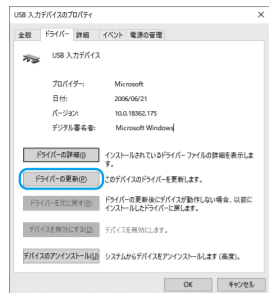 USB 入力デバイスのプロパティ
全般 ドライバー 詳細 イベント 電源の管理
USB 入力デバイス
プロバイダー: Microsoft
日付: 2006/06/21
バージョン: 10.0.18362.175
デジタル署名者: Microsoft Windows
ドライバーの詳細(I) インストールされているドライバー ファイルの詳細を表示しま
す。
ドライバーの更新(P) このデバイスのドライバーを更新します。
ドライバーを元に戻す(R) ドライバーの更新後にデバイスが動作しない場合、以前に
インストールしたドライバーに戻します。
デバイスを無効にする(D) デバイスを無効にします。
デバイスのアンインストール(U) システムからデバイスをアンインストールします (高度)。
OK キャンセル